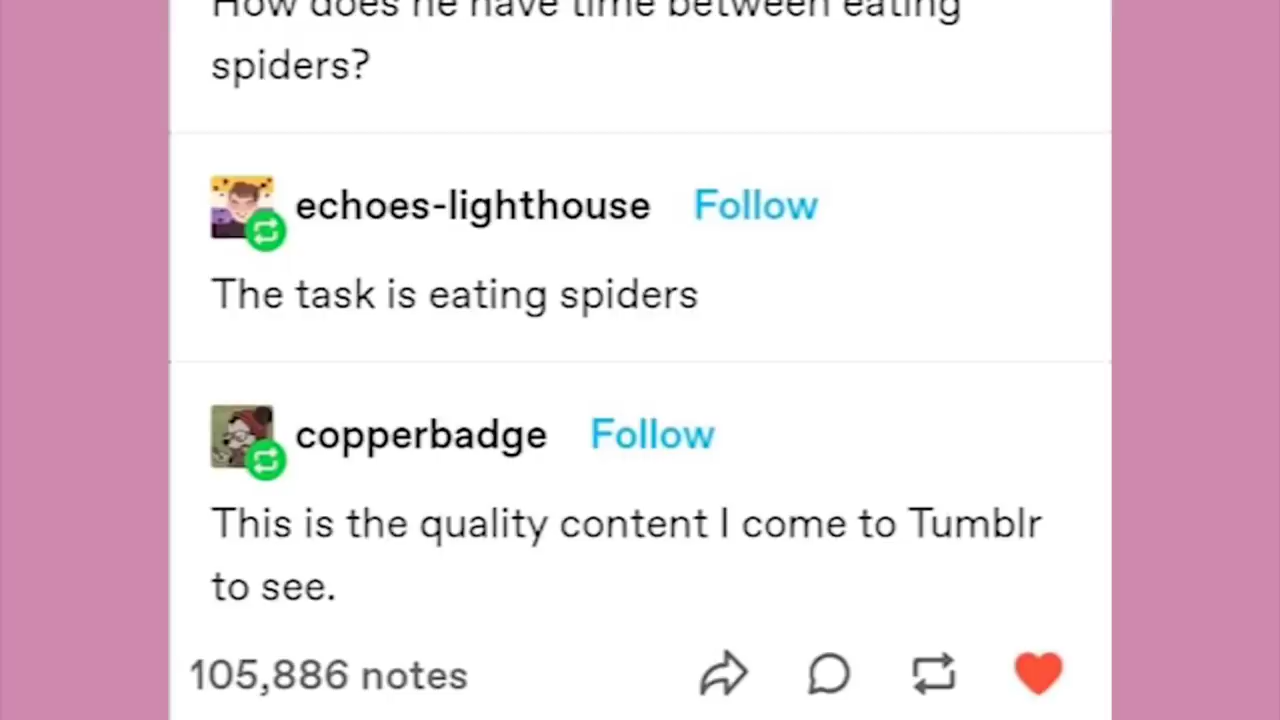 How does he have time between eating
spiders?
echoes-lighthouse Follow
The task is eating spiders
copperbadge Follow
This is the quality content I come to Tumblr
to see.
105,886 notes